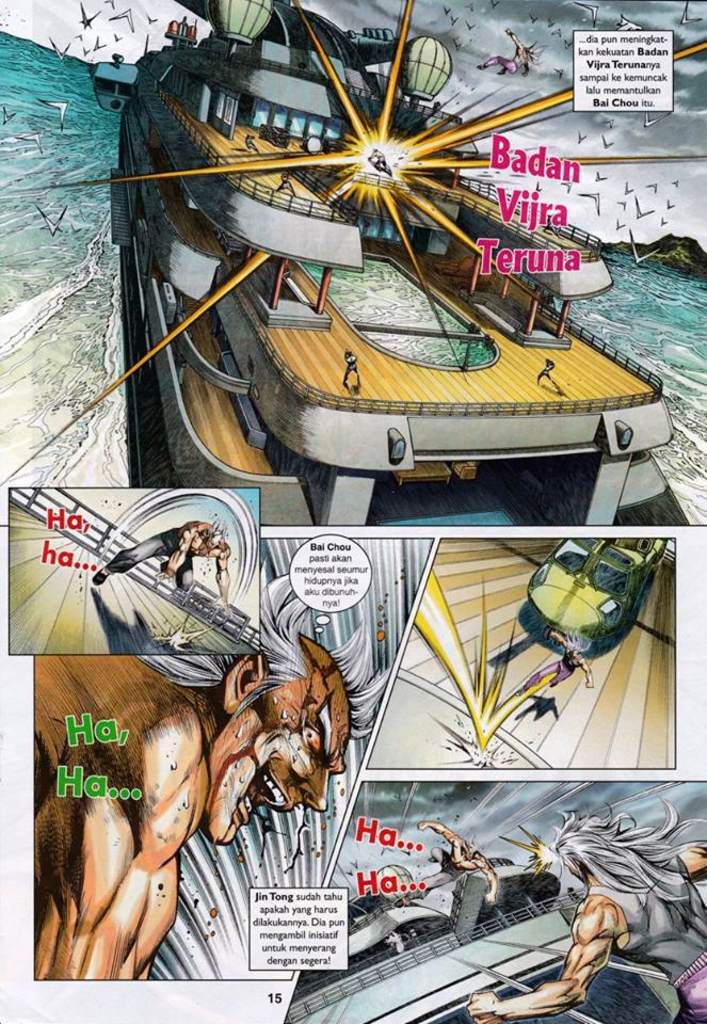 ...dia pun meningkat-
kan kekuatan Badan
Vijra Terunanya
sampai ke kemuncak
lalu memantulkan
Bai Chou itu.
Badan
Vijra
Teruna
Ha,
ha...
Bai Chou
pasti akan
menyesal seumur
hidupnya jika
aku dibunuh-
nya!
Ha,
Ha...
Ha...
Ha...
Jin Tong sudah tahu
apakah yang harus
dilakukannya. Dia pun
mengambil inisiatif
untuk menyerang
dengan segera!
15